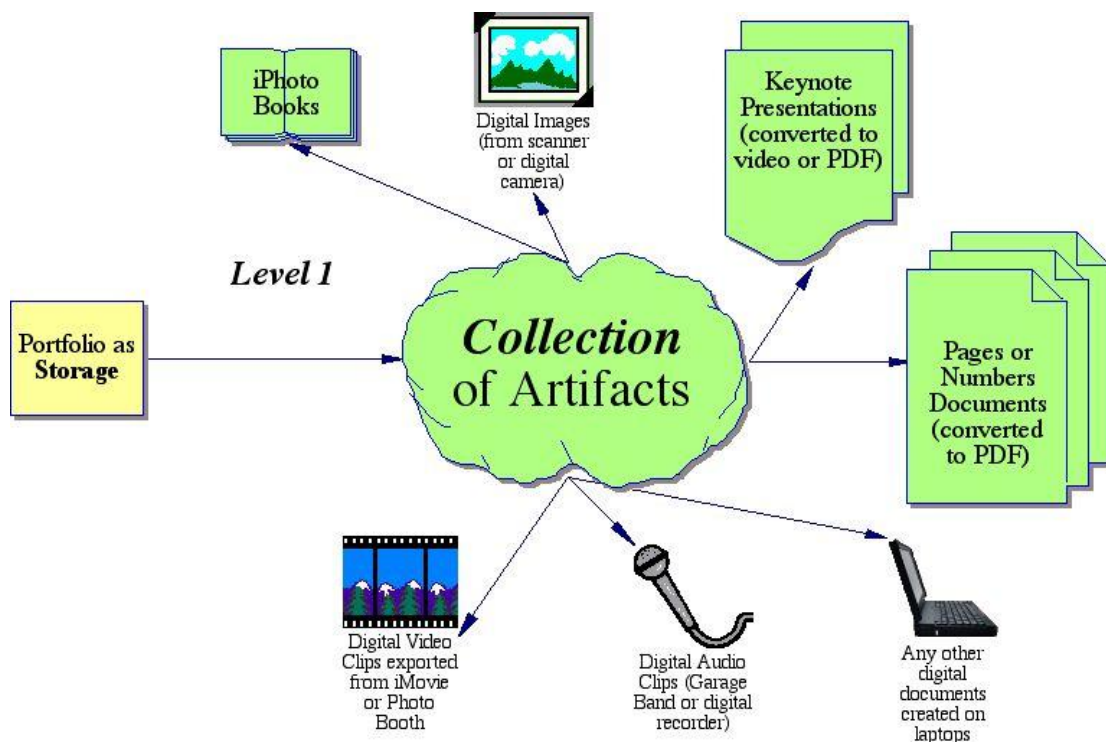 iPhoto
Books
Digital Images
(from scanner
or digital
camera)
Keynote
Presentations
(converted to
video or PDF)
Level 1
Portfolio as
Storage
Collection
of Artifacts
Pages or
Numbers
Documents
(converted
to PDF)
Digital Video
Clips exported
from iMovie
or Photo
Booth
Digital Audio
Clips (Garage
Band or digital
recorder)
Any other
digital
documents
created on
laptops